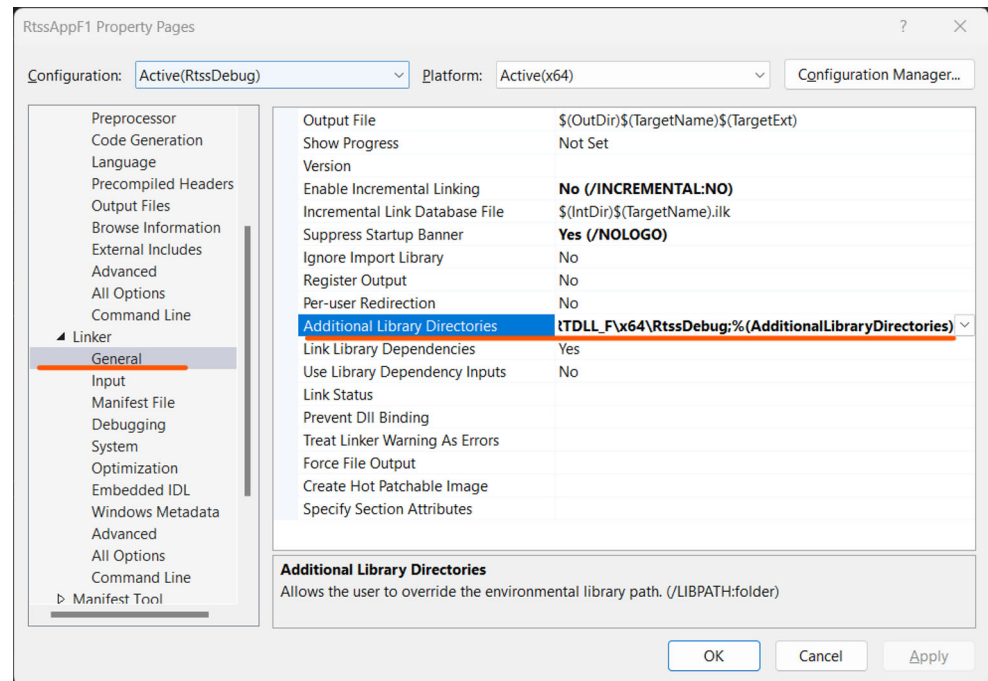 RtssAppF1 Property Pages
Configuration: Active(RtssDebug) Platform: Active(x64) Configuration Manager...
Preprocessor
Code Generation
Language
Precompiled Headers
Output Files
Browse Information
External Includes
Advanced
All Options
Command Line
Linker
General
Input
Manifest File
Debugging
System
Optimization
Embedded IDL
Windows Metadata
Advanced
All Options
Command Line
Manifest Tool
Output File $(OutDir)$(TargetName)$(TargetExt)
Show Progress Not Set
Version
Enable Incremental Linking No (/INCREMENTAL:NO)
Incremental Link Database File $(IntDir)$(TargetName).ilk
Suppress Startup Banner Yes (/NOLOGO)
Ignore Import Library No
Register Output No
Per-user Redirection No
Additional Library Directories RTDLL_F\x64\RtssDebug;%(AdditionalLibraryDirectories)
Link Library Dependencies Yes
Use Library Dependency Inputs No
Link Status
Prevent Dll Binding
Treat Linker Warning As Errors
Force File Output
Create Hot Patchable Image
Specify Section Attributes
Additional Library Directories
Allows the user to override the environmental library path. (/LIBPATH:folder)
OK Cancel Apply